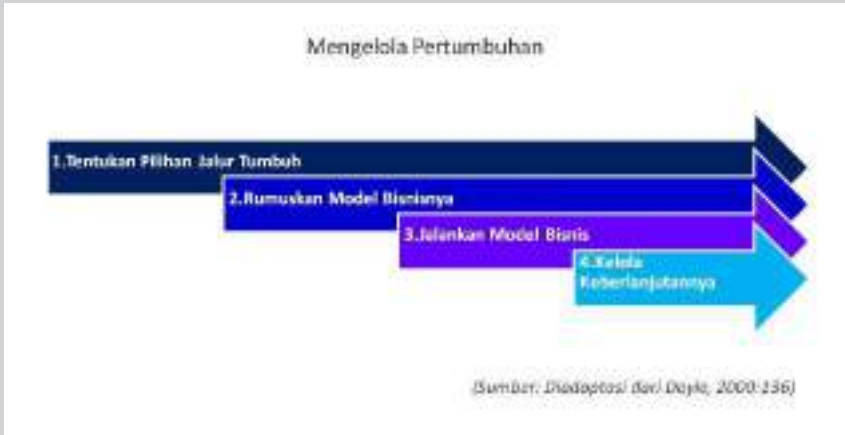 Mengelola Pertumbuhan
1.Tentukan Pilihan Jalur Tumbuh
2.Rumuskan Model Bisnisnya
3.Jalankan Model Bisnis
4.Kelola
Keberlanjutannya
(Sumber: Diadaptasi dari Doyle, 2000:136)